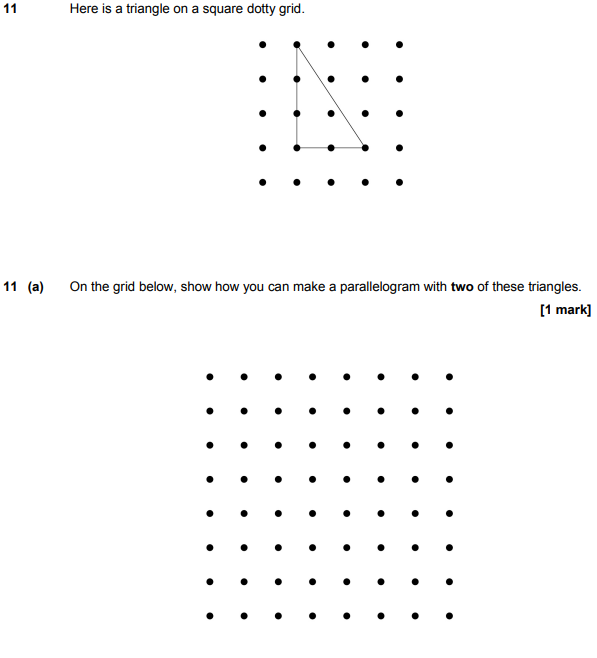 11 Here is a triangle on a square dotty grid.
11 (a) On the grid below, show how you can make a parallelogram with two of these triangles.
[1 mark]